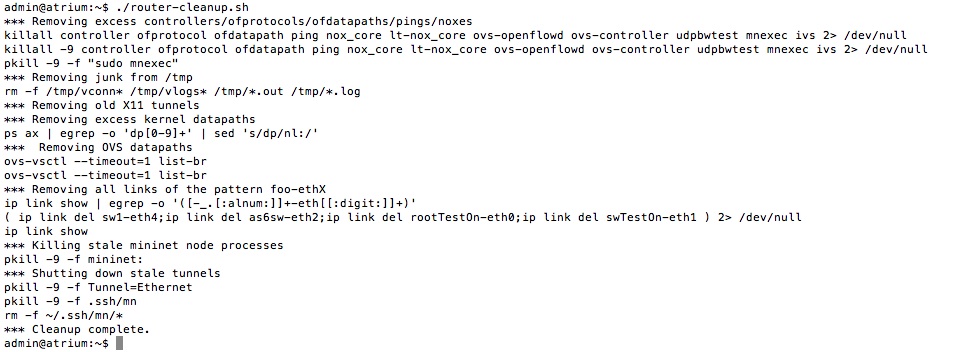 admin@atrium:~$ ./router-cleanup.sh
*** Removing excess controllers/ofprotocols/ofdatapaths/pings/noxes
killall controller ofprotocol ofdatapath ping nox_core lt-nox_core ovs-openflowd ovs-controller udpbwtest mnexec ivs 2> /dev/null
killall -9 controller ofprotocol ofdatapath ping nox_core lt-nox_core ovs-openflowd ovs-controller udpbwtest mnexec ivs 2> /dev/null
pkill -9 -f "sudo mnexec"
*** Removing junk from /tmp
rm -f /tmp/vconn* /tmp/vlogs* /tmp/*.out /tmp/*.log
*** Removing old X11 tunnels
*** Removing excess kernel datapaths
ps ax | egrep -o 'dp[0-9]+' | sed 's/dp/nl:/'
***  Removing OVS datapaths
ovs-vsctl --timeout=1 list-br
ovs-vsctl --timeout=1 list-br
*** Removing all links of the pattern foo-ethX
ip link show | egrep -o '([-_.[:alnum:]]+-eth[[:digit:]]+)'
( ip link del sw1-eth4;ip link del as6sw-eth2;ip link del rootTestOn-eth0;ip link del swTestOn-eth1 ) 2> /dev/null
ip link show
*** Killing stale mininet node processes
pkill -9 -f mininet:
*** Shutting down stale tunnels
pkill -9 -f Tunnel=Ethernet
pkill -9 -f .ssh/mn
rm -f ~/.ssh/mn/*
*** Cleanup complete.
admin@atrium:~$